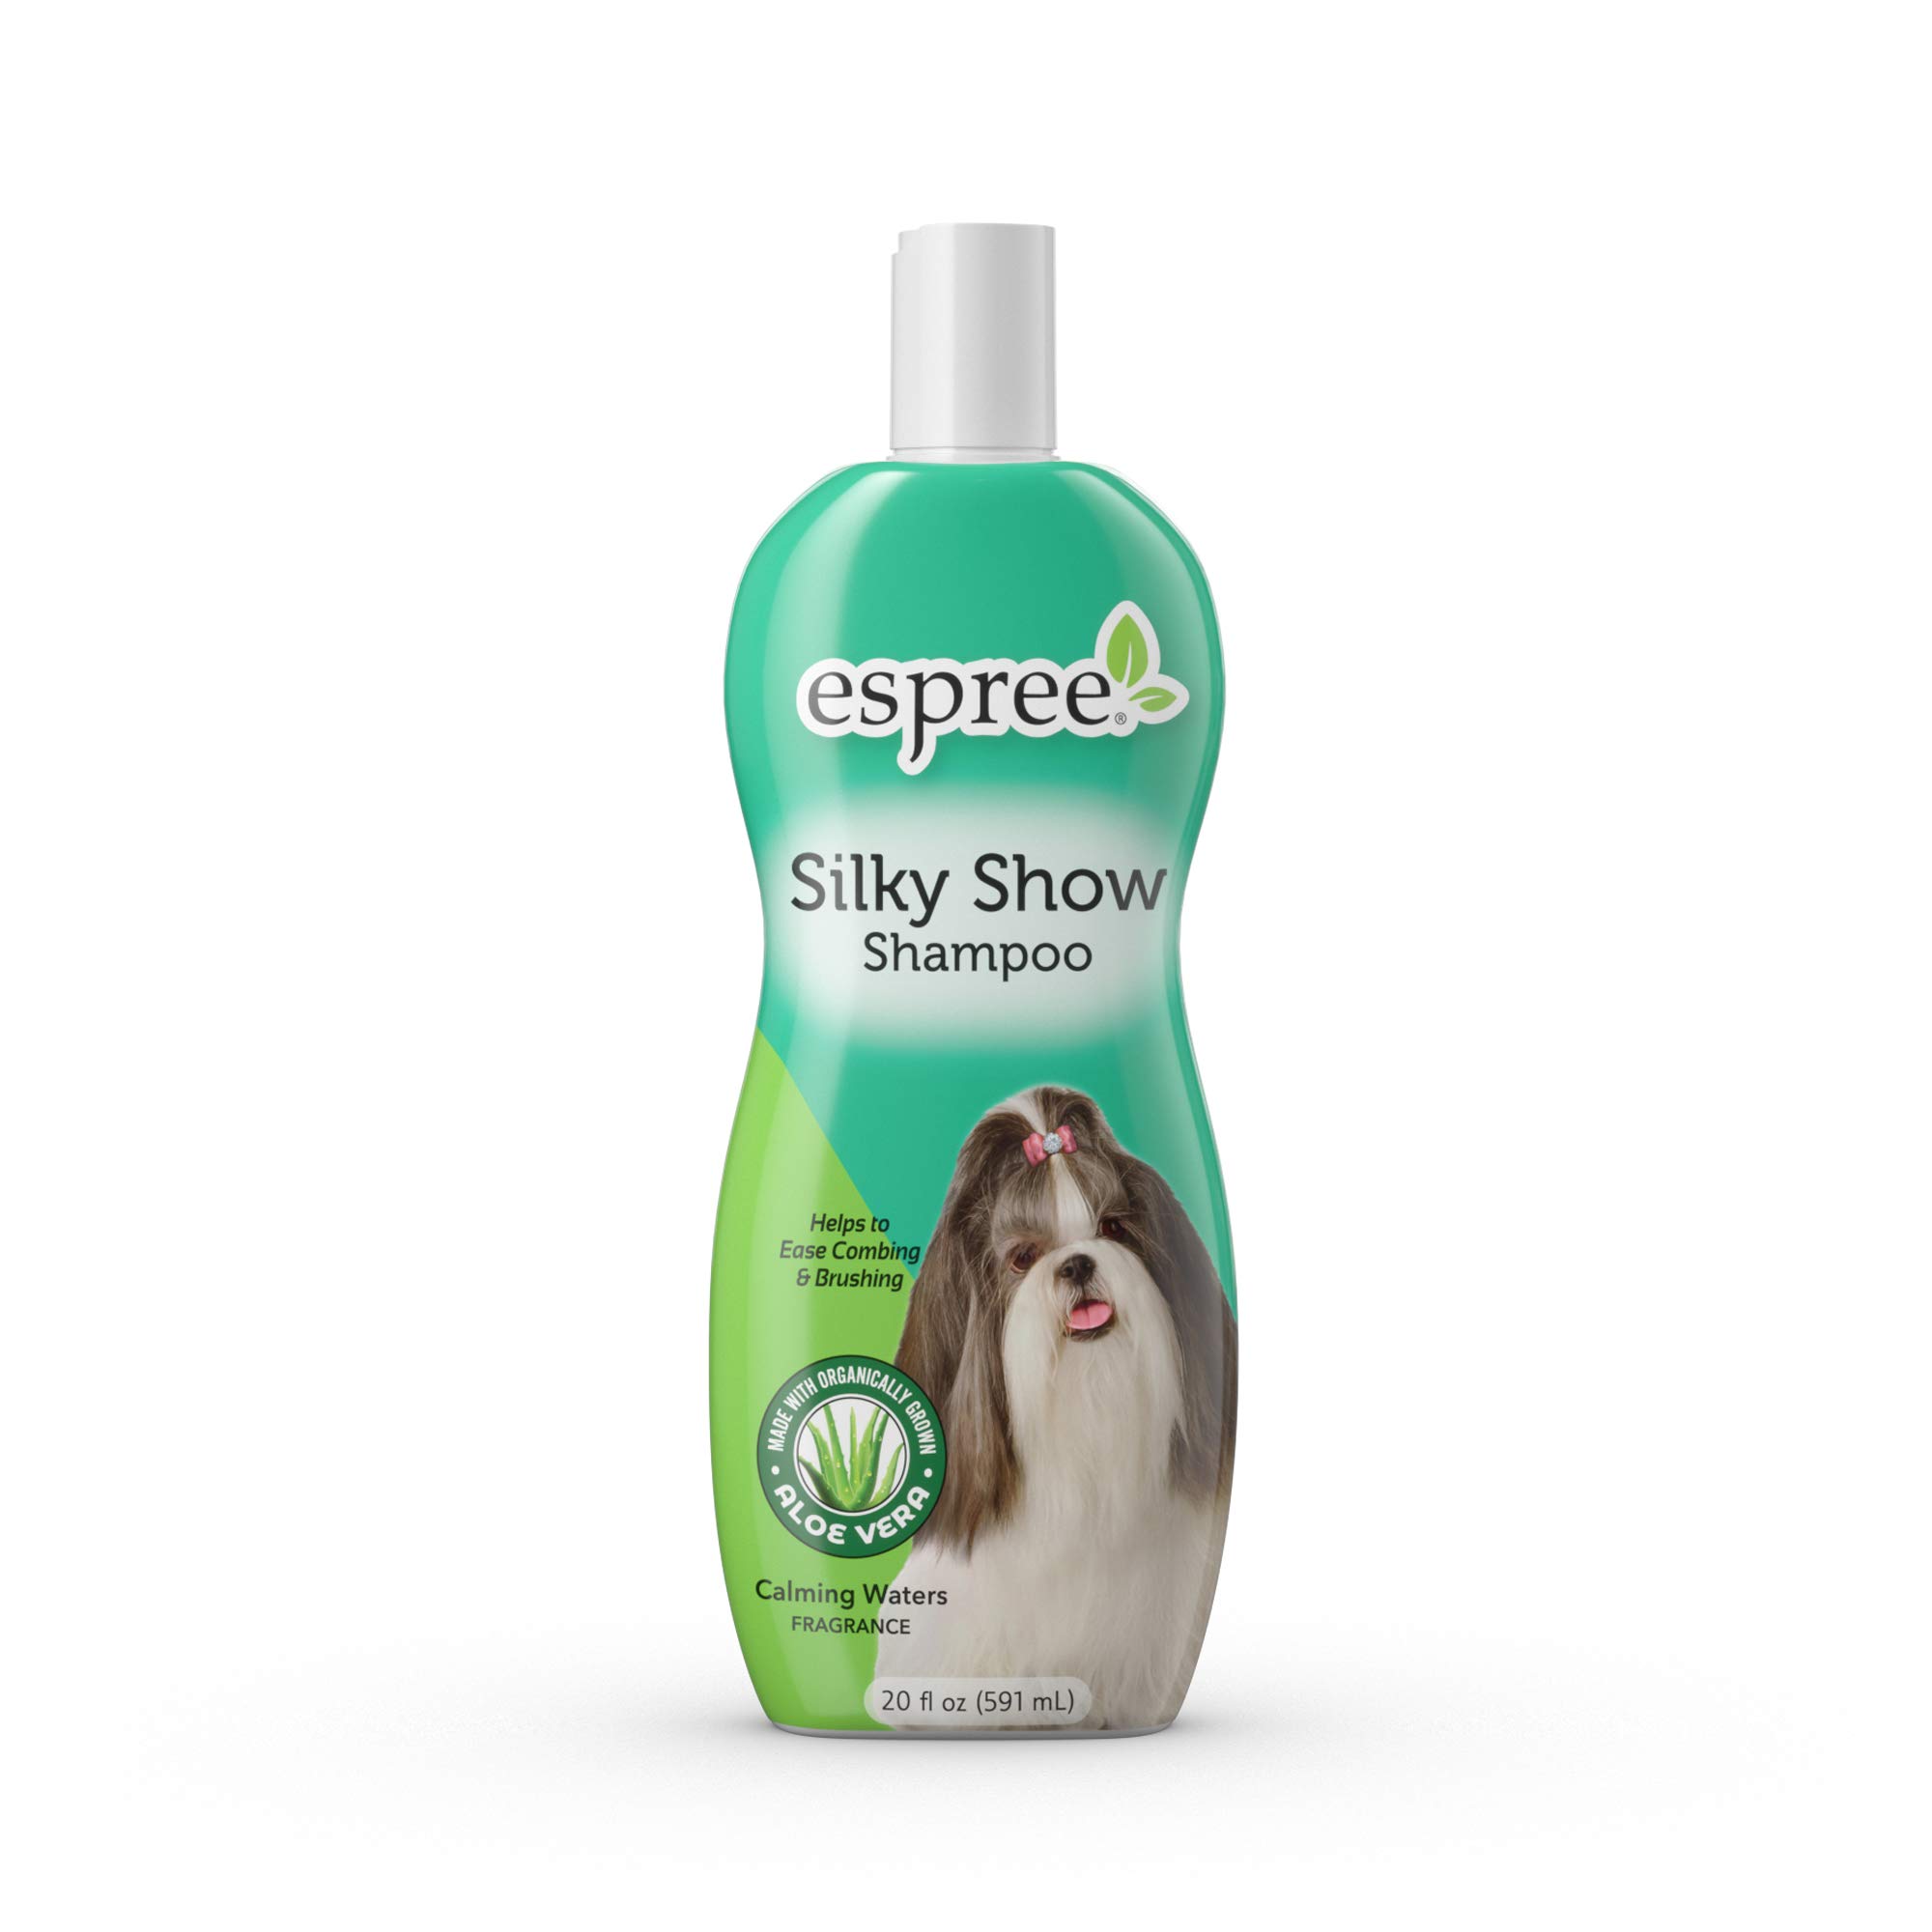 espree®
Silky Show
Shampoo
Helps to
Ease Combing
& Brushing
MADE WITH ORGANICALLY GROWN
• ALOE VERA •
Calming Waters
FRAGRANCE
20 fl oz (591 mL)